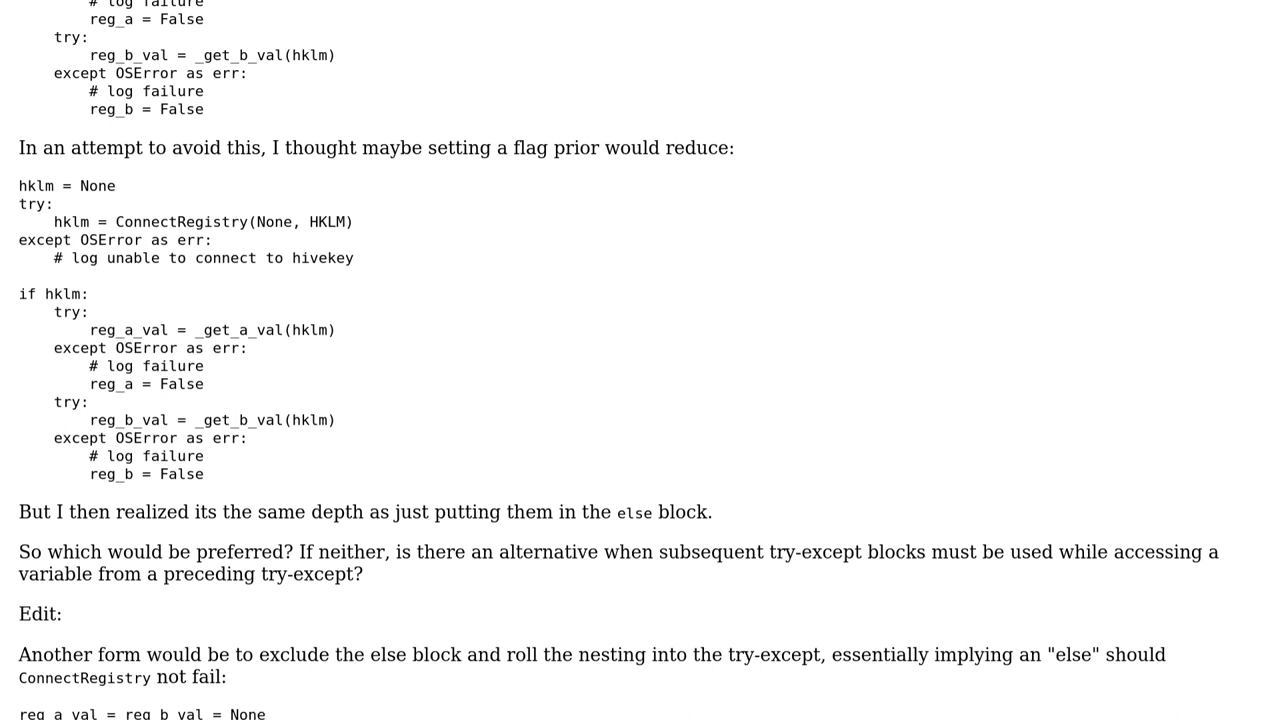 # log failure
        reg_a = False
    try:
        reg_b_val = _get_b_val(hklm)
    except OSError as err:
        # log failure
        reg_b = False
In an attempt to avoid this, I thought maybe setting a flag prior would reduce:
hklm = None
try:
    hklm = ConnectRegistry(None, HKLM)
except OSError as err:
    # log unable to connect to hivekey
if hklm:
    try:
        reg_a_val = _get_a_val(hklm)
    except OSError as err:
        # log failure
        reg_a = False
    try:
        reg_b_val = _get_b_val(hklm)
    except OSError as err:
        # log failure
        reg_b = False
But I then realized its the same depth as just putting them in the else block.
So which would be preferred? If neither, is there an alternative when subsequent try-except blocks must be used while accessing a
variable from a preceding try-except?
Edit:
Another form would be to exclude the else block and roll the nesting into the try-except, essentially implying an "else" should
ConnectRegistry not fail:
reg_a_val = reg_b_val = None